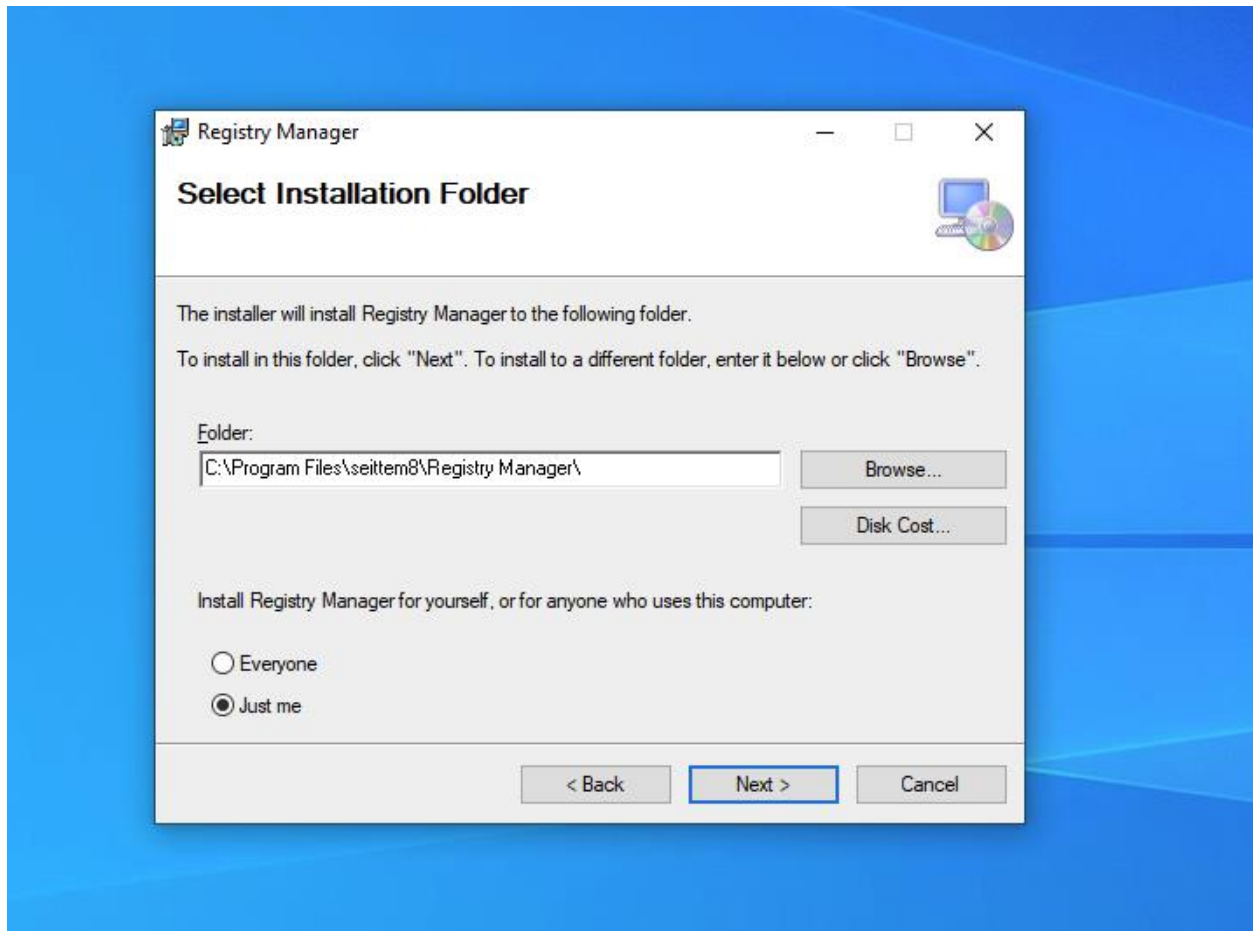 Registry Manager
Select Installation Folder
The installer will install Registry Manager to the following folder.
To install in this folder, click "Next". To install to a different folder, enter it below or click "Browse".
Folder:
C:\Program Files\seittem8\Registry Manager\
Browse...
Disk Cost...
Install Registry Manager for yourself, or for anyone who uses this computer:
Everyone
Just me
< Back
Next >
Cancel